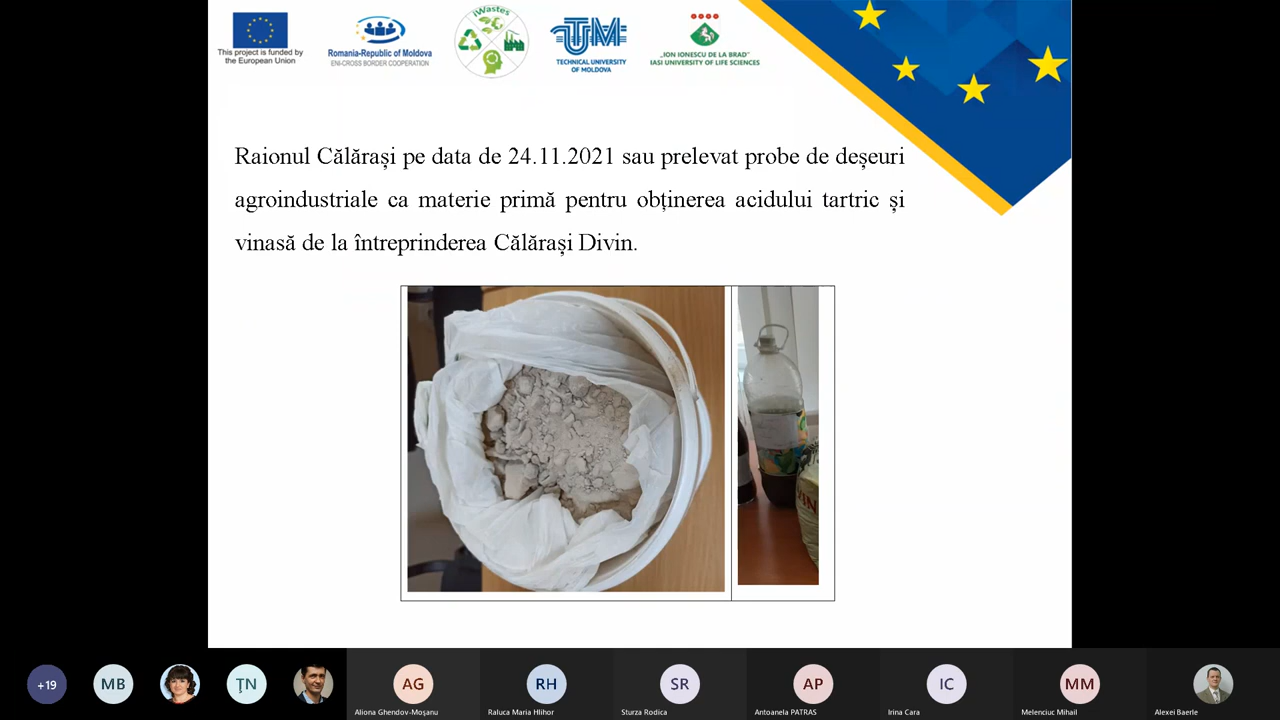 This project is funded by
the European Union
Romania-Republic of Moldova
ENI-CROSS BORDER COOPERATION
iWastes
UTM
TECHNICAL UNIVERSITY
OF MOLDOVA
„ION IONESCU DE LA BRAD”
IASI UNIVERSITY OF LIFE SCIENCES
Raionul Călărași pe data de 24.11.2021 sau prelevat probe de deșeuri
agroindustriale ca materie primă pentru obținerea acidului tartric și
vinasă de la întreprinderea Călărași Divin.
+19
MB
ŢN
AG
RH
SR
AP
IC
MM
Aliona Ghendov-Moșanu
Raluca Maria Hlihor
Sturza Rodica
Antoanela PATRAS
Irina Cara
Melenciuc Mihail
Alexei Baerle